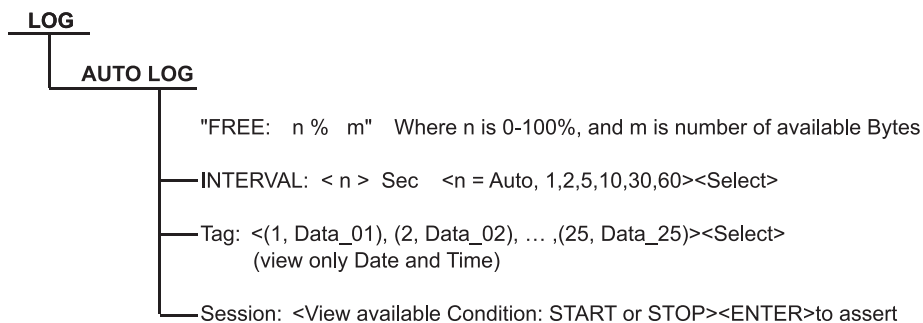 LOG
AUTO LOG
"FREE: n % m" Where n is 0-100%, and m is number of available Bytes
INTERVAL: < n > Sec <n = Auto, 1,2,5,10,30,60><Select>
Tag: <(1, Data_01), (2, Data_02), … ,(25, Data_25)><Select>
(view only Date and Time)
Session: <View available Condition: START or STOP><ENTER>to assert